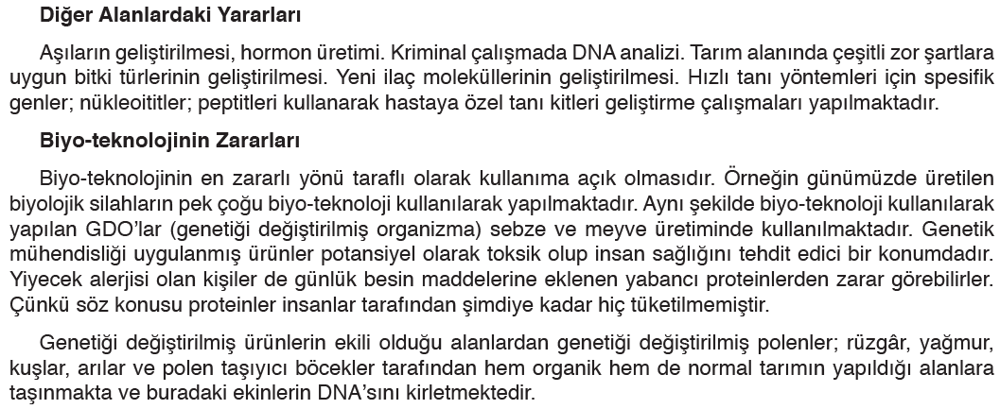 Diğer Alanlardaki Yararları
Aşıların geliştirilmesi, hormon üretimi. Kriminal çalışmada DNA analizi. Tarım alanında çeşitli zor şartlara
uygun bitki türlerinin geliştirilmesi. Yeni ilaç moleküllerinin geliştirilmesi. Hızlı tanı yöntemleri için spesifik
genler; nükleoititler; peptitleri kullanarak hastaya özel tanı kitleri geliştirme çalışmaları yapılmaktadır.
Biyo-teknolojinin Zararları
Biyo-teknolojinin en zararlı yönü taraflı olarak kullanıma açık olmasıdır. Örneğin günümüzde üretilen
biyolojik silahların pek çoğu biyo-teknoloji kullanılarak yapılmaktadır. Aynı şekilde biyo-teknoloji kullanılarak
yapılan GDO’lar (genetiği değiştirilmiş organizma) sebze ve meyve üretiminde kullanılmaktadır. Genetik
mühendisliği uygulanmış ürünler potansiyel olarak toksik olup insan sağlığını tehdit edici bir konumdadır.
Yiyecek alerjisi olan kişiler de günlük besin maddelerine eklenen yabancı proteinlerden zarar görebilirler.
Çünkü söz konusu proteinler insanlar tarafından şimdiye kadar hiç tüketilmemiştir.
Genetiği değiştirilmiş ürünlerin ekili olduğu alanlardan genetiği değiştirilmiş polenler; rüzgâr, yağmur,
kuşlar, arılar ve polen taşıyıcı böcekler tarafından hem organik hem de normal tarımın yapıldığı alanlara
taşınmakta ve buradaki ekinlerin DNA’sını kirletmektedir.